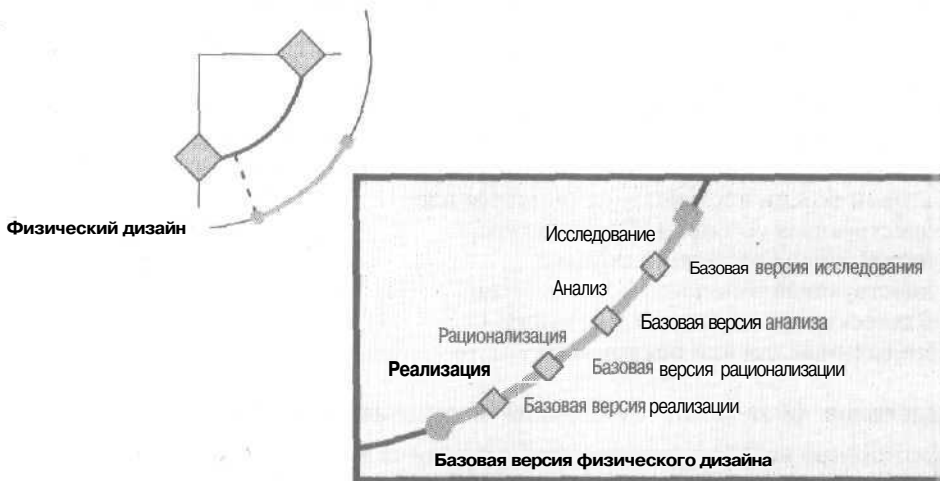 Физический дизайн
Исследование
Базовая версия исследования
Анализ
Базовая версия анализа
Рационализация
Базовая версия рационализации
Реализация
Базовая версия реализации
Базовая версия физического дизайна